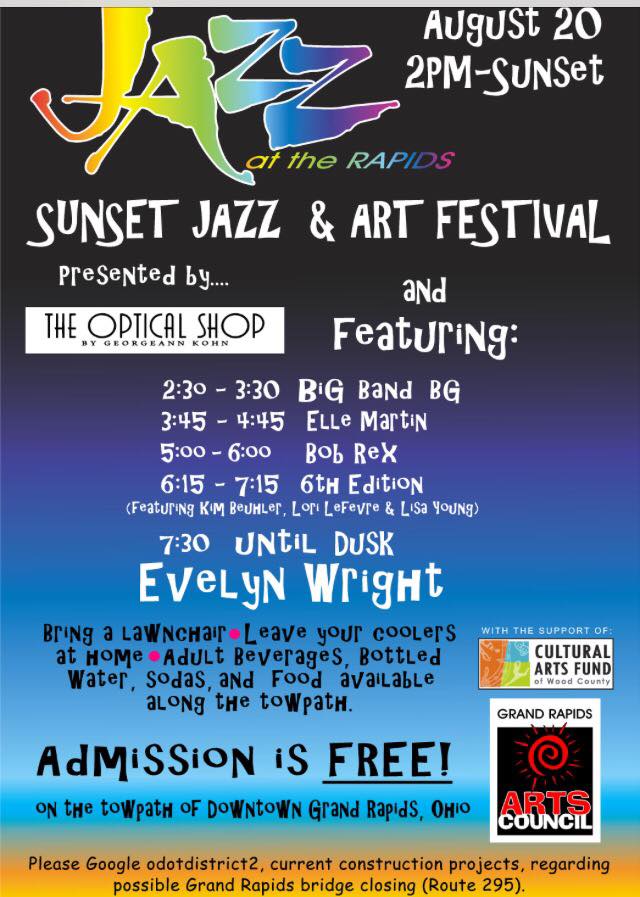 August 20
2PM-Sunset
JAZZ
at the RAPIDS
Sunset Jazz & Art Festival
Presented by....
THE OPTICAL SHOP
BY GEORGEANN KOHN
and
Featuring:
2:30 - 3:30 Big Band BG
3:45 - 4:45 Elle Martin
5:00 - 6:00 Bob Rex
6:15 - 7:15 6th Edition
(Featuring Kim Beuhler, Lori LeFevre & Lisa Young)
7:30 until Dusk
Evelyn Wright
Bring a lawnchair•Leave your coolers
at home•Adult Beverages, Bottled
Water, Sodas, and Food available
along the towpath.
WITH THE SUPPORT OF:
CULTURAL
ARTS FUND
of Wood County
GRAND RAPIDS
ARTS
COUNCIL
Admission is FREE!
on the towpath of Downtown Grand Rapids, Ohio
Please Google odotdistrict2, current construction projects, regarding
possible Grand Rapids bridge closing (Route 295).